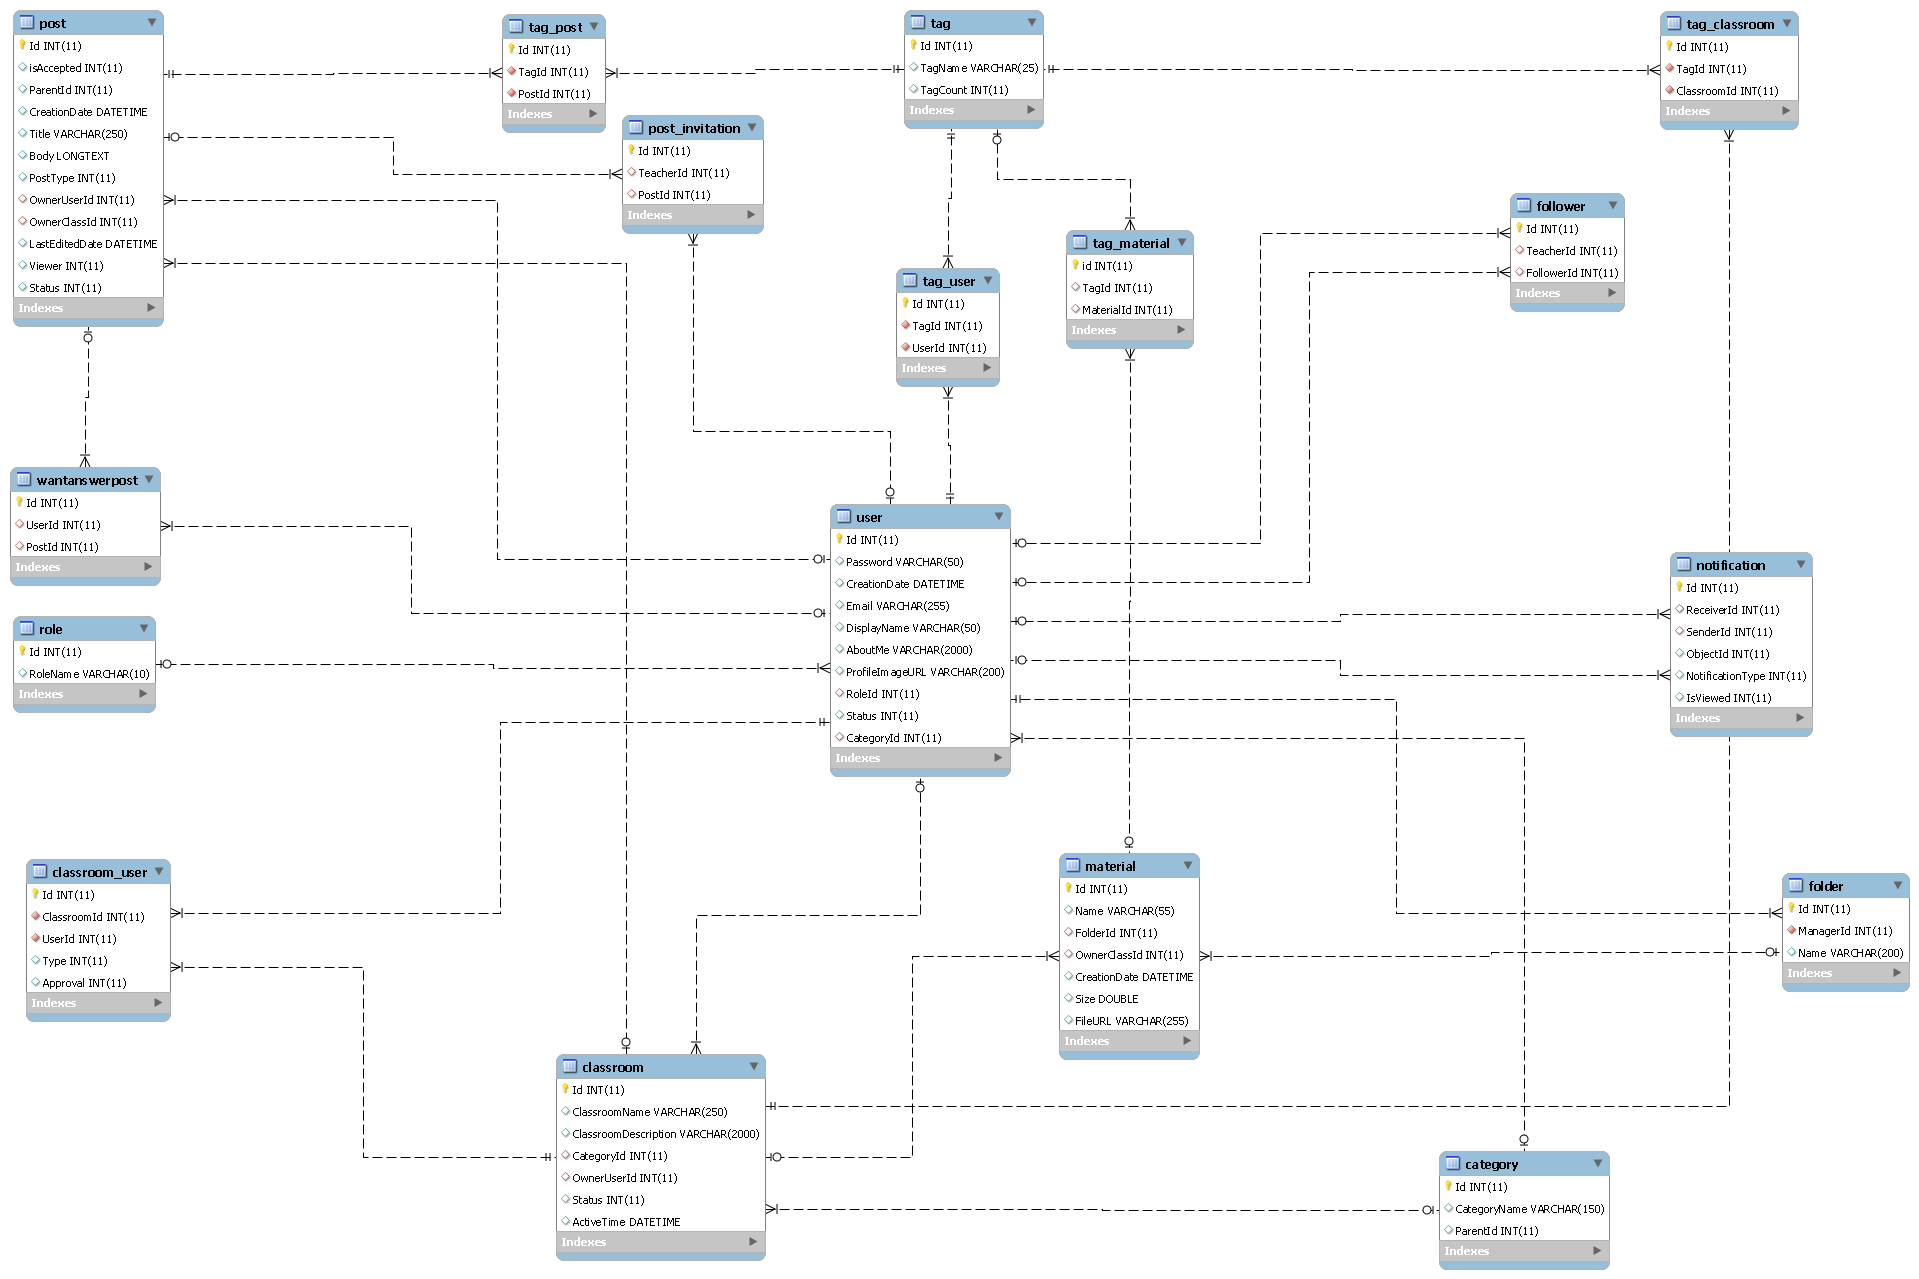 post
Id INT(11)
isAccepted INT(11)
ParentId INT(11)
CreationDate DATETIME
Title VARCHAR(250)
Body LONGTEXT
PostType INT(11)
OwnerUserId INT(11)
OwnerClassId INT(11)
LastEditedDate DATETIME
Viewer INT(11)
Status INT(11)
Indexes
tag_post
Id INT(11)
TagId INT(11)
PostId INT(11)
Indexes
tag
Id INT(11)
TagName VARCHAR(25)
TagCount INT(11)
Indexes
tag_classroom
Id INT(11)
TagId INT(11)
ClassroomId INT(11)
Indexes
post_invitation
Id INT(11)
TeacherId INT(11)
PostId INT(11)
Indexes
follower
Id INT(11)
TeacherId INT(11)
FollowerId INT(11)
Indexes
tag_material
id INT(11)
TagId INT(11)
MaterialId INT(11)
Indexes
tag_user
Id INT(11)
TagId INT(11)
UserId INT(11)
Indexes
wantanswerpost
Id INT(11)
UserId INT(11)
PostId INT(11)
Indexes
user
Id INT(11)
Password VARCHAR(50)
CreationDate DATETIME
Email VARCHAR(255)
DisplayName VARCHAR(50)
AboutMe VARCHAR(2000)
ProfileImageURL VARCHAR(200)
RoleId INT(11)
Status INT(11)
CategoryId INT(11)
Indexes
notification
Id INT(11)
ReceiverId INT(11)
SenderId INT(11)
ObjectId INT(11)
NotificationType INT(11)
IsViewed INT(11)
Indexes
role
Id INT(11)
RoleName VARCHAR(10)
Indexes
classroom_user
Id INT(11)
ClassroomId INT(11)
UserId INT(11)
Type INT(11)
Approval INT(11)
Indexes
material
Id INT(11)
Name VARCHAR(55)
FolderId INT(11)
OwnerClassId INT(11)
CreationDate DATETIME
Size DOUBLE
FileURL VARCHAR(255)
Indexes
folder
Id INT(11)
ManagerId INT(11)
Name VARCHAR(200)
Indexes
classroom
Id INT(11)
ClassroomName VARCHAR(250)
ClassroomDescription VARCHAR(2000)
CategoryId INT(11)
OwnerUserId INT(11)
Status INT(11)
ActiveTime DATETIME
Indexes
category
Id INT(11)
CategoryName VARCHAR(150)
ParentId INT(11)
Indexes